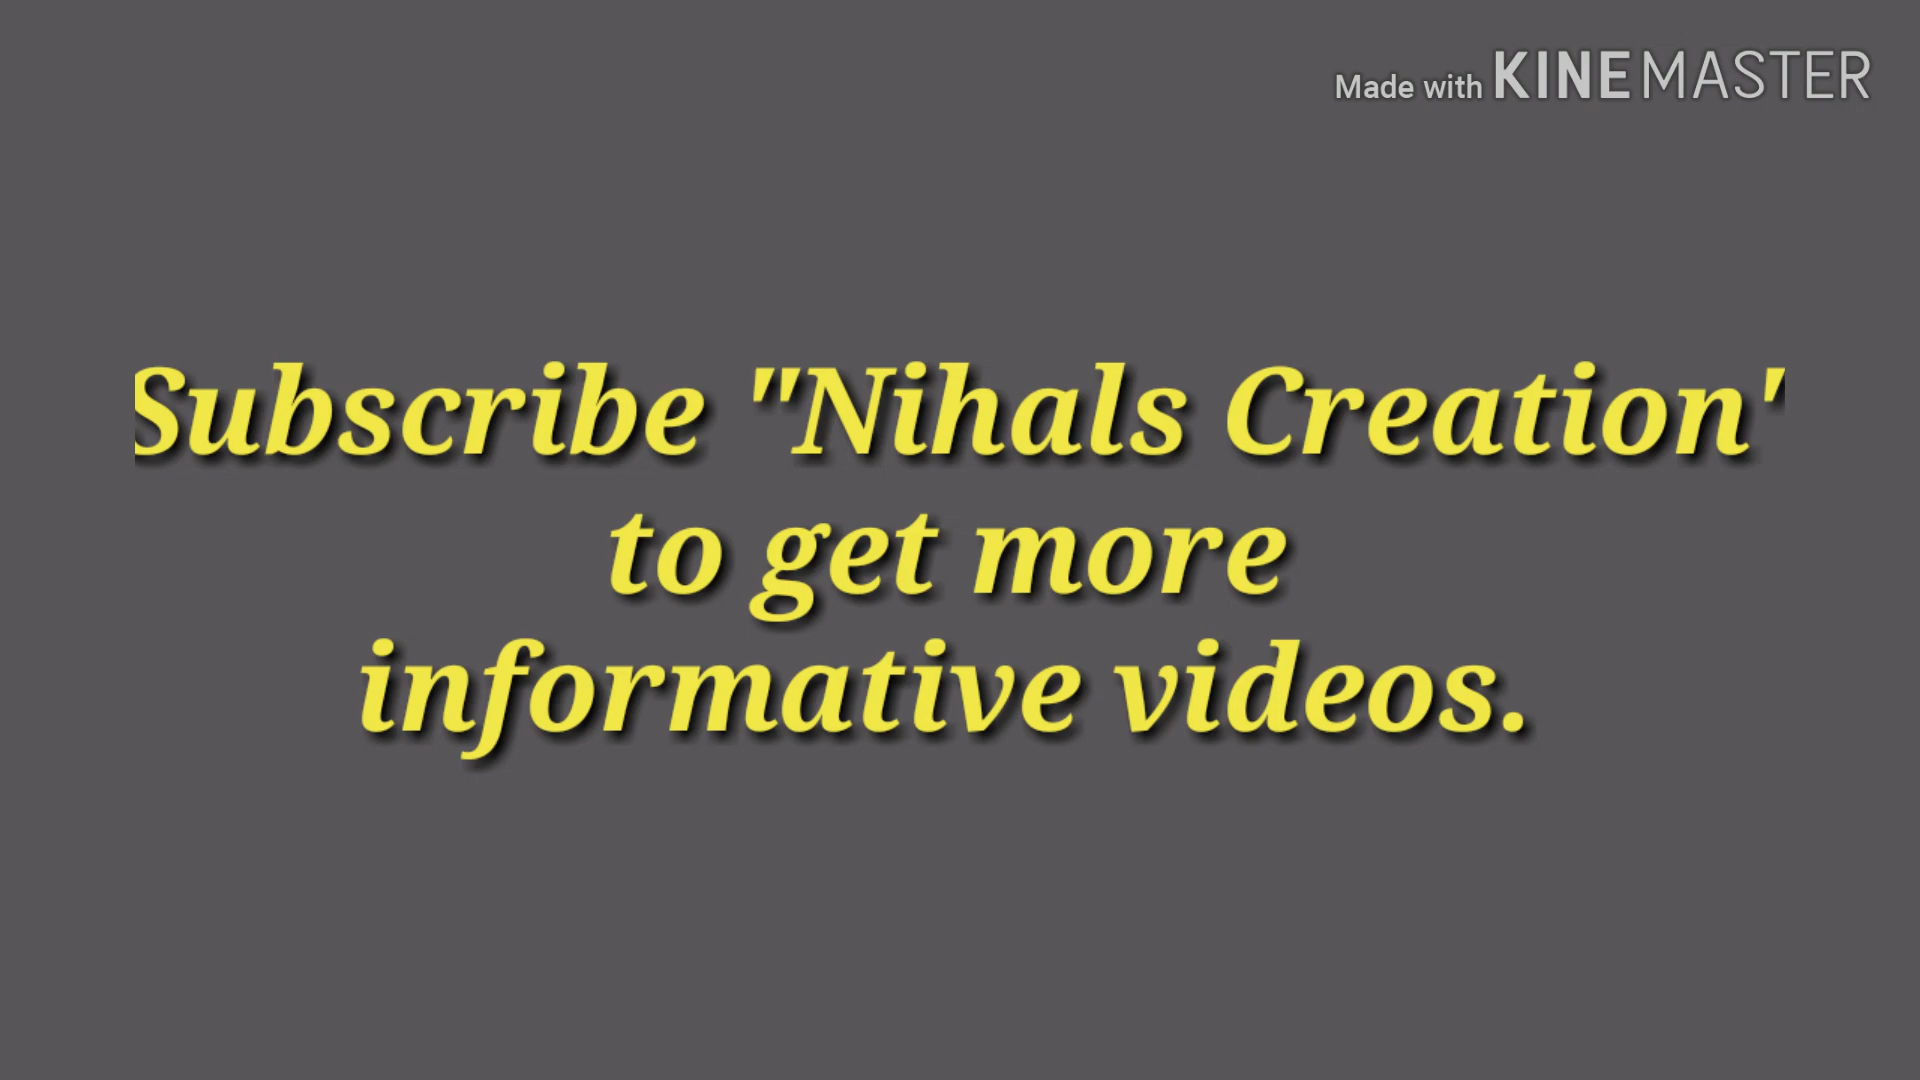 Made with KINEMASTER
Subscribe "Nihals Creation'
to get more
informative videos.